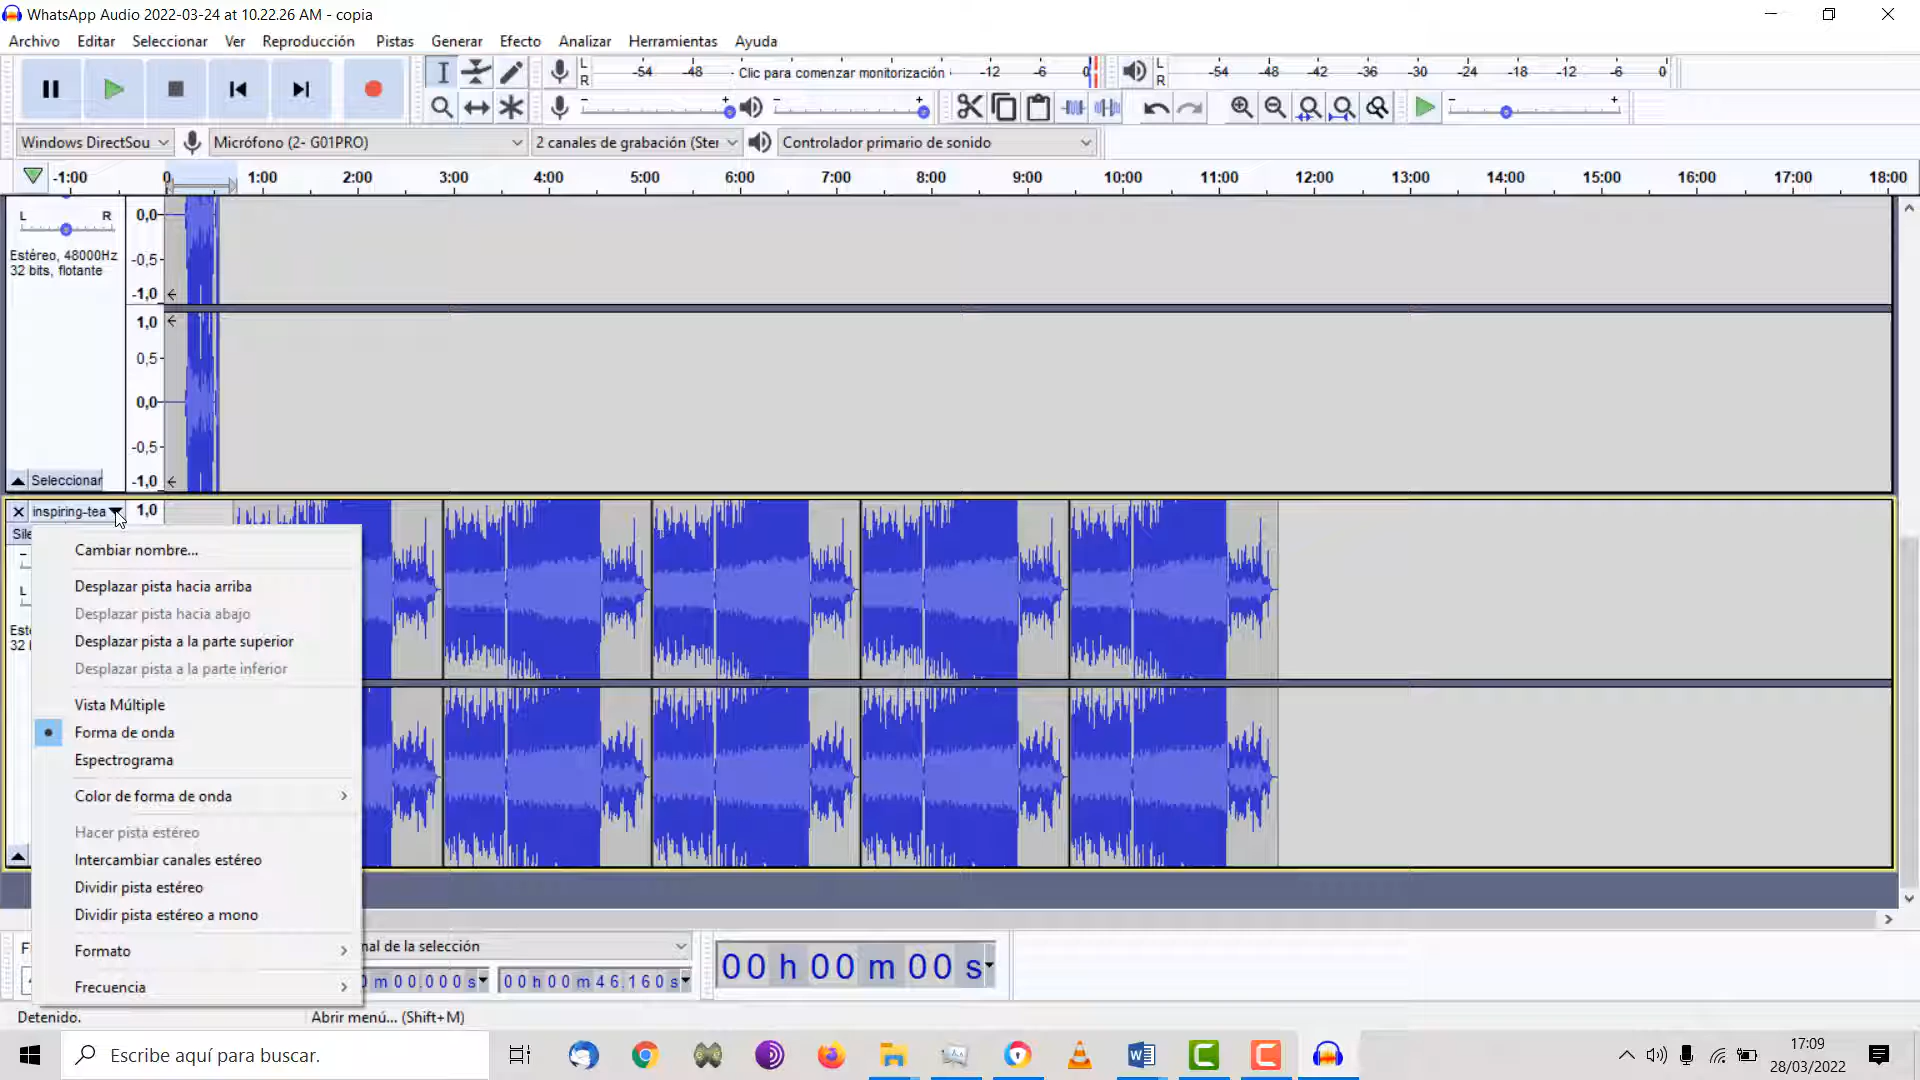 WhatsApp Audio 2022-03-24 at 10.22.26 AM - copia
Archivo Editar Seleccionar Ver Reproducción Pistas Generar Efecto Analizar Herramientas Ayuda
L R -54 -48 Clic para comenzar monitorización -12 -6 0 L R -54 -48 -42 -36 -30 -24 -18 -12 -6 0
- + - + - +
Windows DirectSou Micrófono (2- G01PRO) 2 canales de grabación (Ster Controlador primario de sonido
-1:00 0 1:00 2:00 3:00 4:00 5:00 6:00 7:00 8:00 9:00 10:00 11:00 12:00 13:00 14:00 15:00 16:00 17:00 18:00
L R 0,0
Estéreo, 48000Hz -0,5
32 bits, flotante
-1,0
1,0
0,5
0,0
-0,5
Seleccionar -1,0
inspiring-tea 1,0
Sile
L
Esté
32 l
Cambiar nombre...
Desplazar pista hacia arriba
Desplazar pista hacia abajo
Desplazar pista a la parte superior
Desplazar pista a la parte inferior
Vista Múltiple
Forma de onda
Espectrograma
Color de forma de onda
Hacer pista estéreo
Intercambiar canales estéreo
Dividir pista estéreo
Dividir pista estéreo a mono
Formato
Frecuencia
nal de la selección
m 00.000 s 00 h 00 m 46.160 s
00 h 00 m 00 s
Detenido. Abrir menú... (Shift+M)
Escribe aquí para buscar.
17:09
28/03/2022